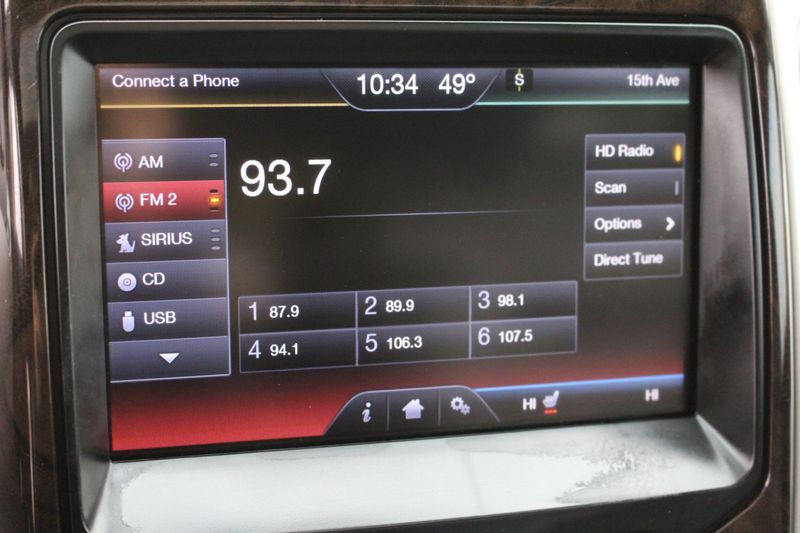 Connect a Phone
10:34 49º
S
15th Ave
AM
FM 2
SIRIUS
CD
USB
93.7
HD Radio
Scan
Options
Direct Tune
1 87.9
2 89.9
3 98.1
4 94.1
5 106.3
6 107.5
i
HI
HI